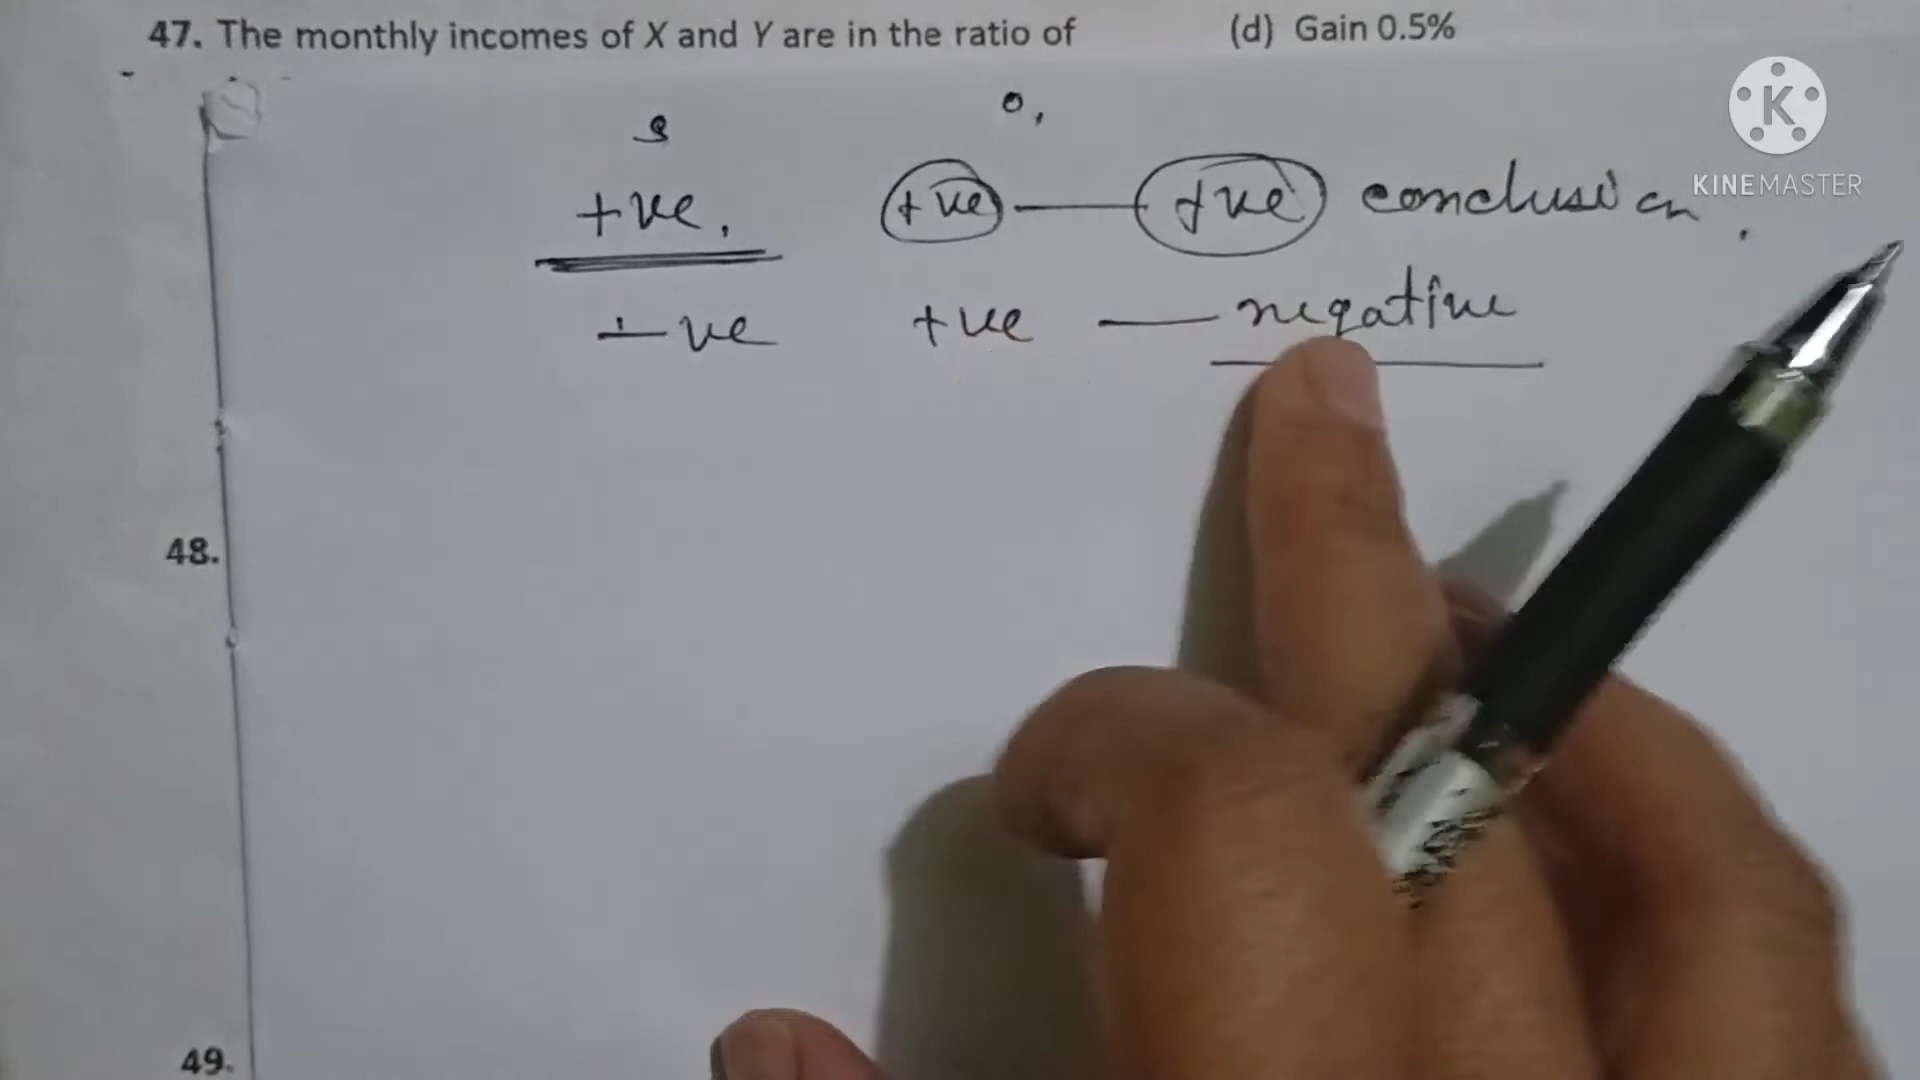 47. The monthly incomes of X and Y are in the ratio of (d) Gain 0.5%
s o,
+ve, +ve — +ve conclusion.
-ve +ve — negative
48.
49.
K
KINEMASTER